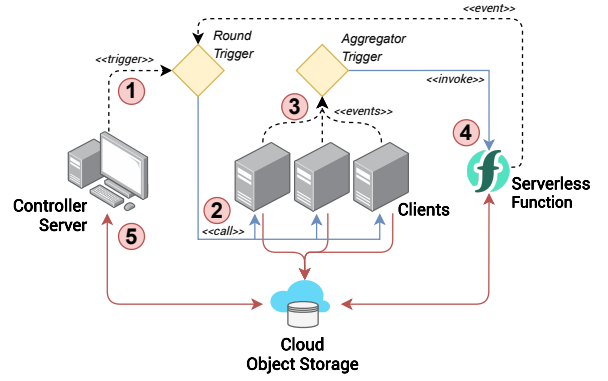 <<event>>
Round
Trigger
Aggregator
Trigger
<<trigger>>
<<invoke>>
1
3
<<events>>
4
Controller
Server
2
Clients
Serverless
Function
5
<<call>>
Cloud
Object Storage